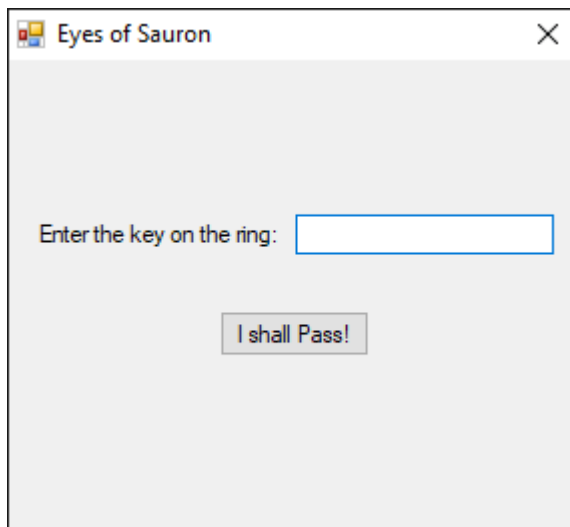 Eyes of Sauron
Enter the key on the ring:
I shall Pass!